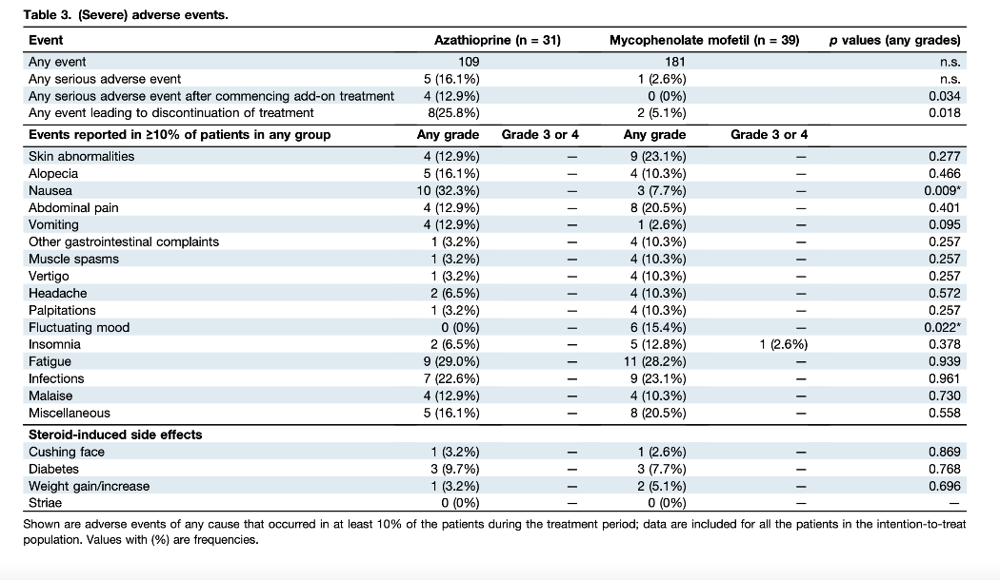 Table 3. (Severe) adverse events.
Event Azathioprine (n = 31) Mycophenolate mofetil (n = 39) p values (any grades)
Any event 109 181 n.s.
Any serious adverse event 5 (16.1%) 1 (2.6%) n.s.
Any serious adverse event after commencing add-on treatment 4 (12.9%) 0 (0%) 0.034
Any event leading to discontinuation of treatment 8(25.8%) 2 (5.1%) 0.018
Events reported in ≥10% of patients in any group Any grade Grade 3 or 4 Any grade Grade 3 or 4
Skin abnormalities 4 (12.9%) — 9 (23.1%) — 0.277
Alopecia 5 (16.1%) — 4 (10.3%) — 0.466
Nausea 10 (32.3%) — 3 (7.7%) — 0.009*
Abdominal pain 4 (12.9%) — 8 (20.5%) — 0.401
Vomiting 4 (12.9%) — 1 (2.6%) — 0.095
Other gastrointestinal complaints 1 (3.2%) — 4 (10.3%) — 0.257
Muscle spasms 1 (3.2%) — 4 (10.3%) — 0.257
Vertigo 1 (3.2%) — 4 (10.3%) — 0.257
Headache 2 (6.5%) — 4 (10.3%) — 0.572
Palpitations 1 (3.2%) — 4 (10.3%) — 0.257
Fluctuating mood 0 (0%) — 6 (15.4%) — 0.022*
Insomnia 2 (6.5%) — 5 (12.8%) 1 (2.6%) 0.378
Fatigue 9 (29.0%) — 11 (28.2%) — 0.939
Infections 7 (22.6%) — 9 (23.1%) — 0.961
Malaise 4 (12.9%) — 4 (10.3%) — 0.730
Miscellaneous 5 (16.1%) — 8 (20.5%) — 0.558
Steroid-induced side effects
Cushing face 1 (3.2%) — 1 (2.6%) — 0.869
Diabetes 3 (9.7%) — 3 (7.7%) — 0.768
Weight gain/increase 1 (3.2%) — 2 (5.1%) — 0.696
Striae 0 (0%) — 0 (0%) — —
Shown are adverse events of any cause that occurred in at least 10% of the patients during the treatment period; data are included for all the patients in the intention-to-treat
population. Values with (%) are frequencies.